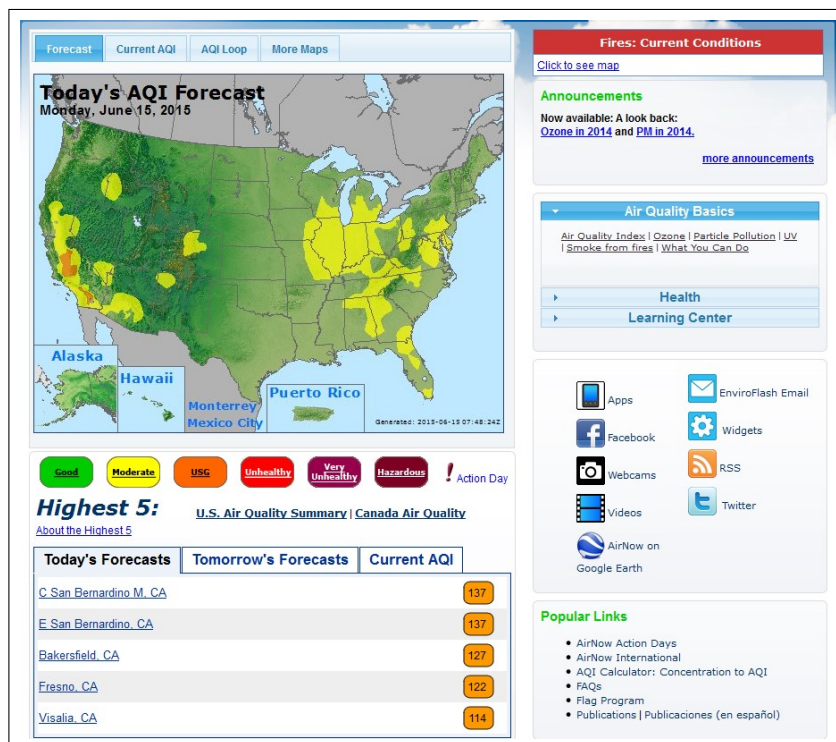 Forecast
Current AQI
AQI Loop
More Maps
Today's AQI Forecast
Monday, June 15, 2015
Alaska
Hawaii
Monterrey
Mexico City
Puerto Rico
Generated: 2015-06-15 07:48:24Z
Good
Moderate
USG
Unhealthy
Very
Unhealthy
Hazardous
! Action Day
Highest 5:
U.S. Air Quality Summary | Canada Air Quality
About the Highest 5
Today's Forecasts
Tomorrow's Forecasts
Current AQI
C San Bernardino M, CA 137
E San Bernardino, CA 137
Bakersfield, CA 127
Fresno, CA 122
Visalia, CA 114
Fires: Current Conditions
Click to see map
Announcements
Now available: A look back:
Ozone in 2014 and PM in 2014.
more announcements
Air Quality Basics
Air Quality Index | Ozone | Particle Pollution | UV
| Smoke from fires | What You Can Do
Health
Learning Center
Apps
Facebook
Webcams
Videos
AirNow on
Google Earth
EnviroFlash Email
Widgets
RSS
Twitter
Popular Links
• AirNow Action Days
• AirNow International
• AQI Calculator: Concentration to AQI
• FAQs
• Flag Program
• Publications | Publicaciones (en español)